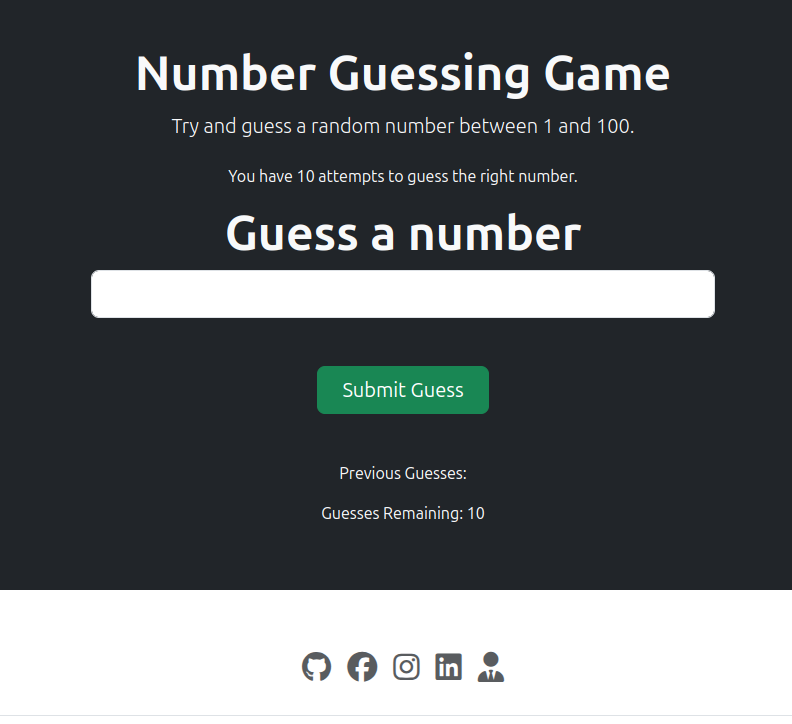 Number Guessing Game
Try and guess a random number between 1 and 100.
You have 10 attempts to guess the right number.
Guess a number
Submit Guess
Previous Guesses:
Guesses Remaining: 10
in